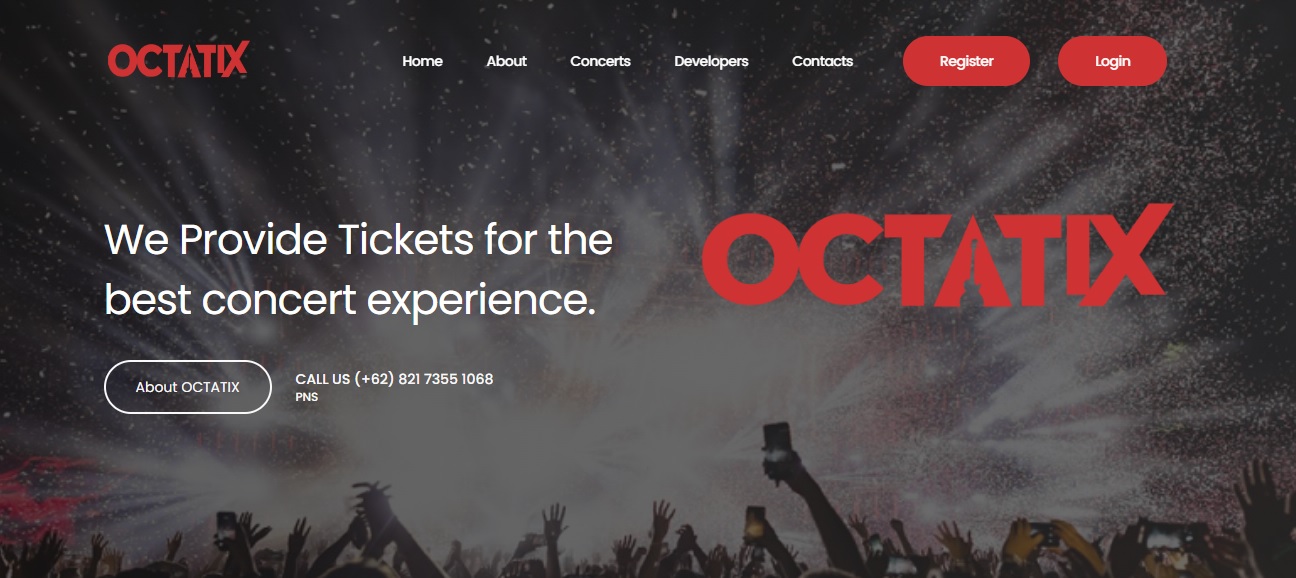 OCTATIX
Home
About
Concerts
Developers
Contacts
Register
Login
We Provide Tickets for the
best concert experience.
OCTATIX
About OCTATIX
CALL US (+62) 821 7355 1068
PNS